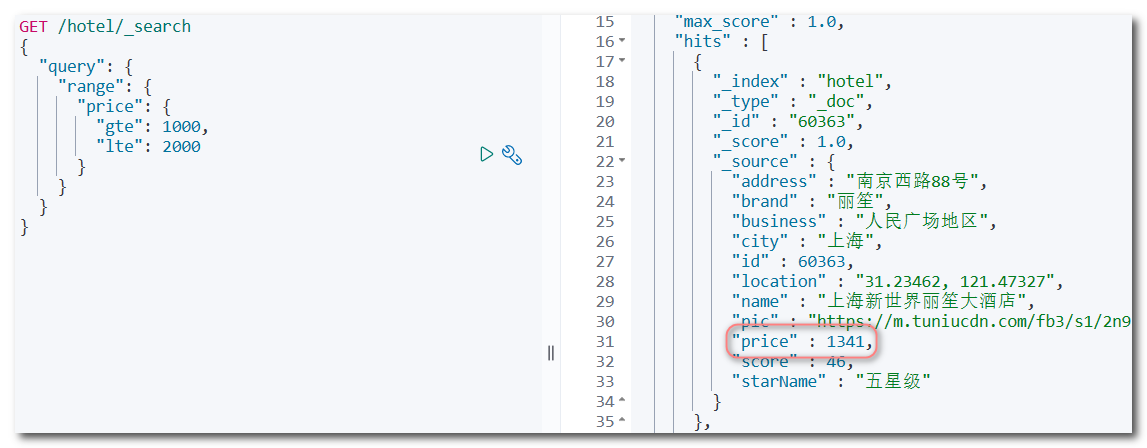 GET /hotel/_search
{
  "query": {
    "range": {
      "price": {
        "gte": 1000,
        "lte": 2000
      }
    }
  }
}
15 "max_score" : 1.0,
16 "hits" : [
17 {
18 "_index" : "hotel",
19 "_type" : "_doc",
20 "_id" : "60363",
21 "_score" : 1.0,
22 "_source" : {
23 "address" : "南京西路88号",
24 "brand" : "丽笙",
25 "business" : "人民广场地区",
26 "city" : "上海",
27 "id" : 60363,
28 "location" : "31.23462, 121.47327",
29 "name" : "上海新世界丽笙大酒店",
30 "pic" : "https://m.tuniucdn.com/fb3/s1/2n9
31 "price" : 1341,
32 "score" : 46,
33 "starName" : "五星级"
34 }
35 },